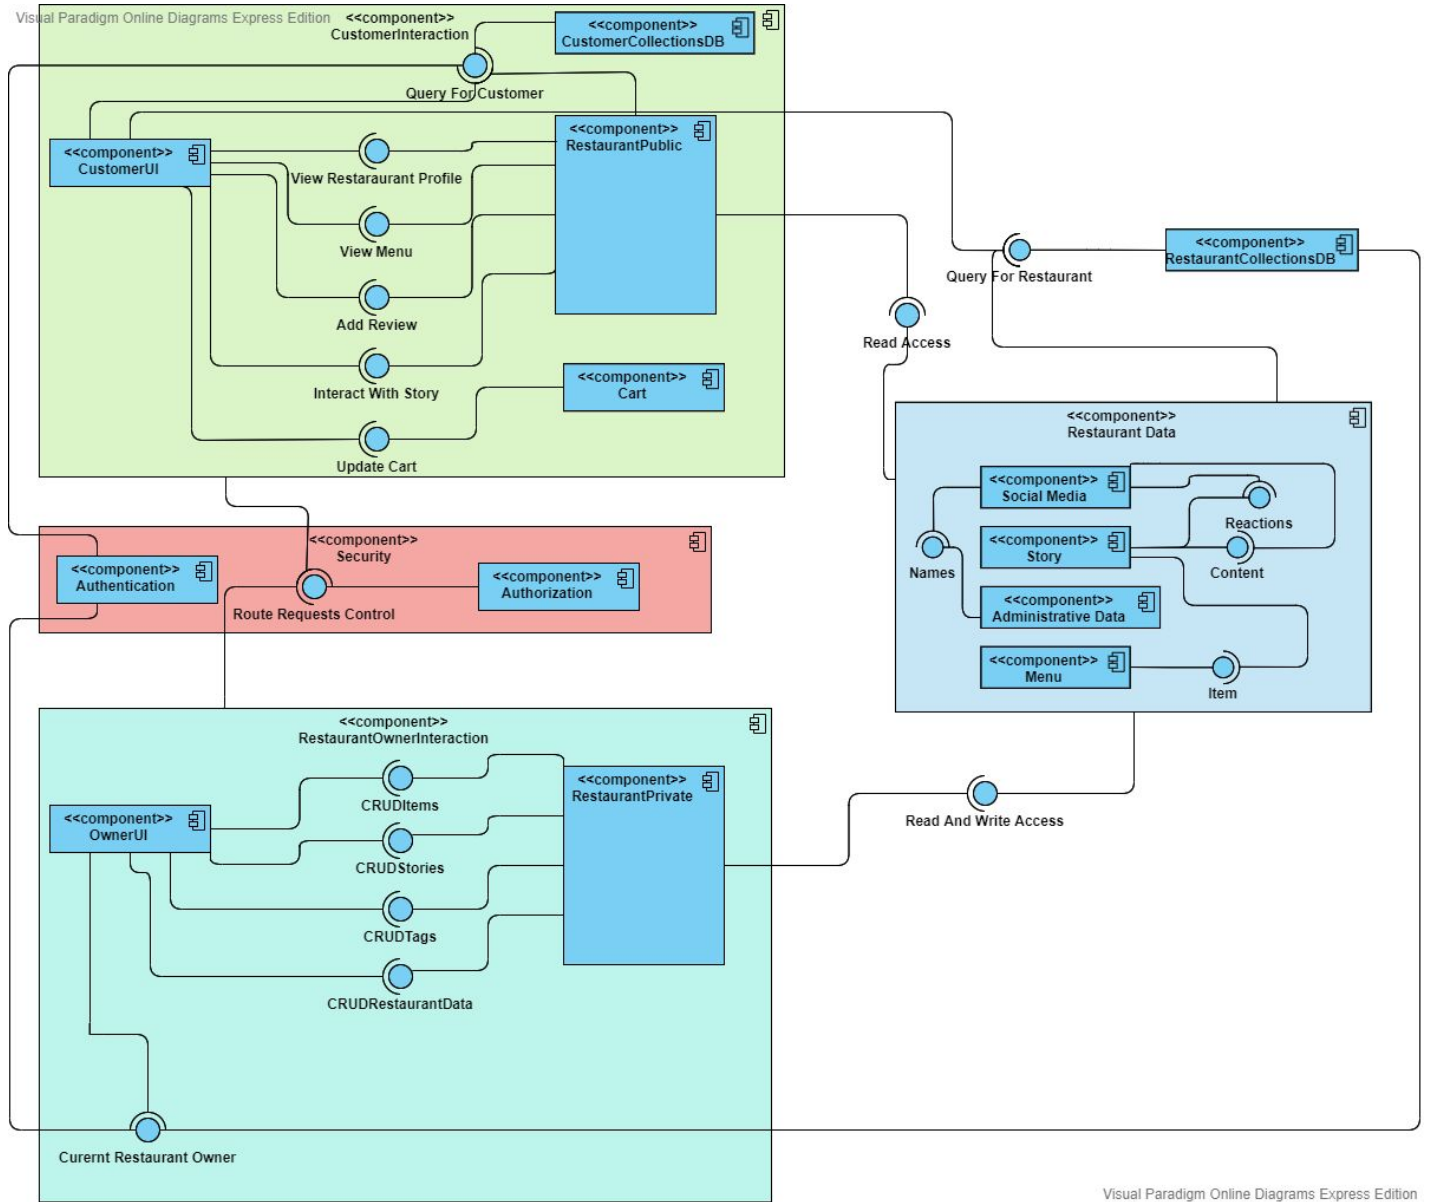 Visual Paradigm Online Diagrams Express Edition
<<component>>
CustomerInteraction
<<component>>
CustomerCollectionsDB
Query For Customer
<<component>>
CustomerUI
<<component>>
RestaurantPublic
View Restaraurant Profile
View Menu
Add Review
Interact With Story
<<component>>
Cart
Update Cart
<<component>>
RestaurantCollectionsDB
Query For Restaurant
Read Access
<<component>>
Restaurant Data
<<component>>
Social Media
Reactions
<<component>>
Story
Names
Content
<<component>>
Administrative Data
<<component>>
Menu
Item
<<component>>
Security
<<component>>
Authentication
<<component>>
Authorization
Route Requests Control
<<component>>
RestaurantOwnerInteraction
<<component>>
OwnerUI
CRUDItems
<<component>>
RestaurantPrivate
CRUDStories
CRUDTags
CRUDRestaurantData
Read And Write Access
Curernt Restaurant Owner
Visual Paradigm Online Diagrams Express Edition